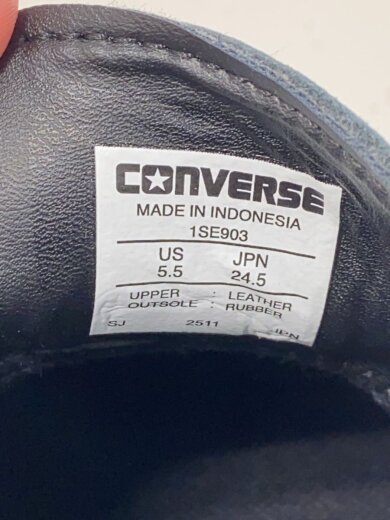 CONVERSE
MADE IN INDONESIA
1SE903
US JPN
5.5 24.5
UPPER : LEATHER
OUTSOLE : RUBBER
SJ 2511 JPN